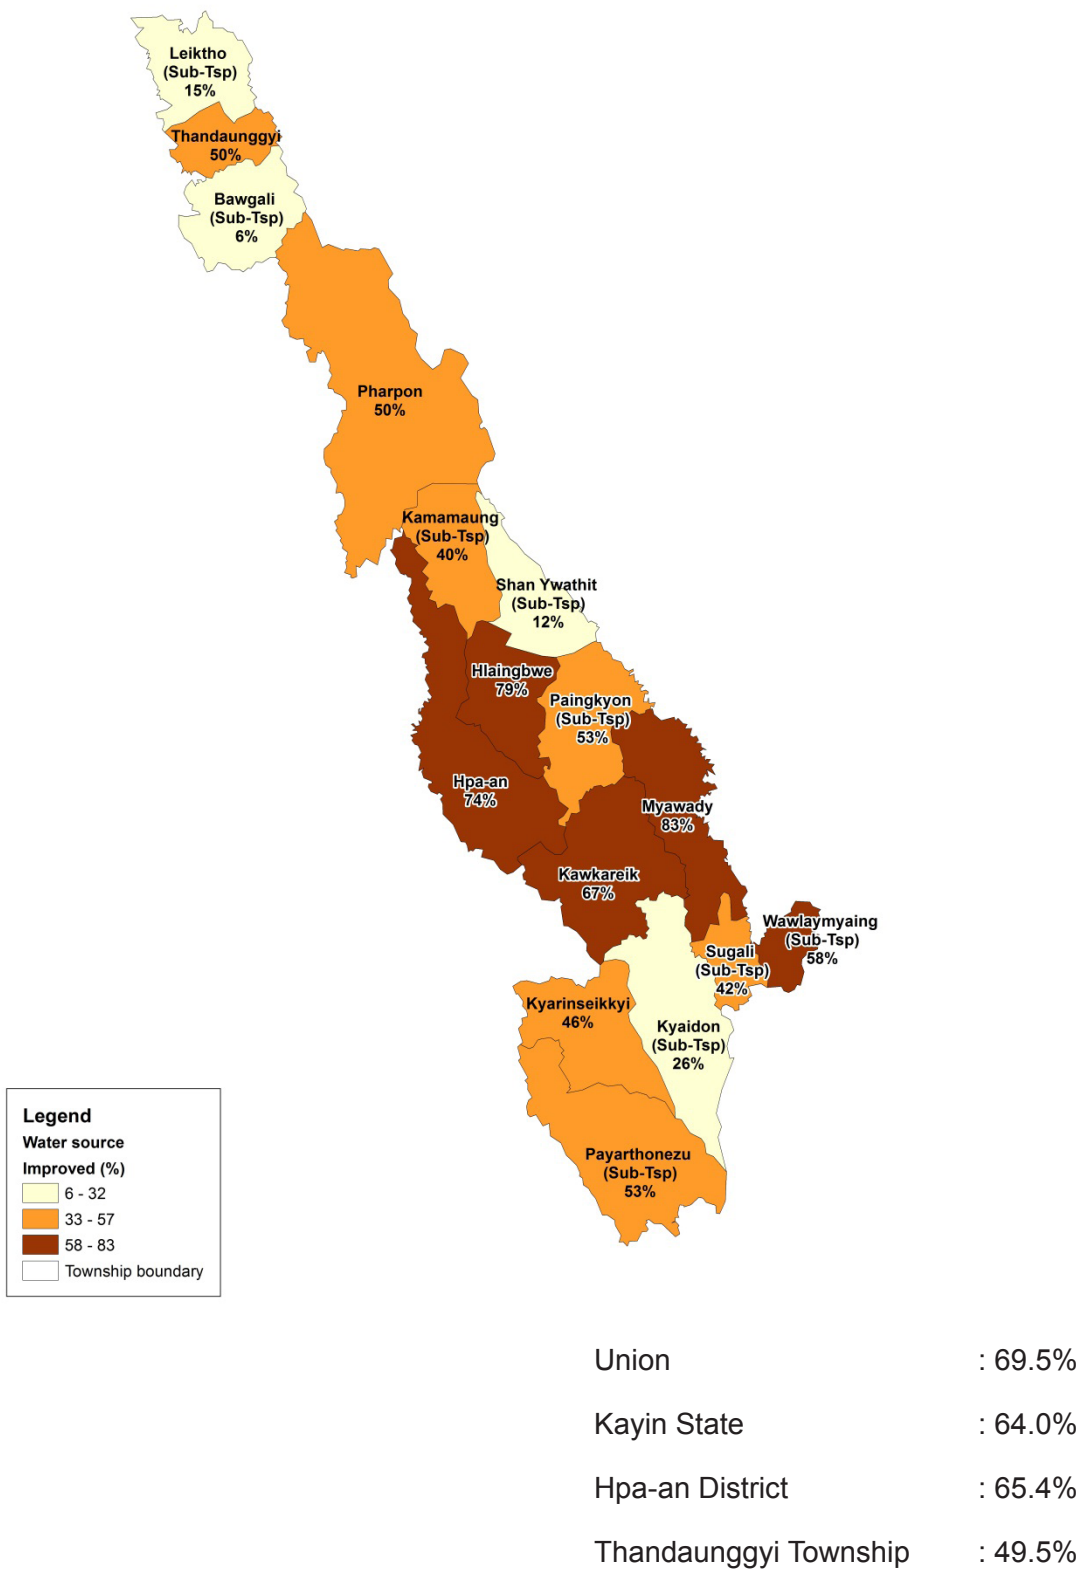 Leiktho
(Sub-Tsp)
15%
Thandaunggyi
50%
Bawgali
(Sub-Tsp)
6%
Pharpon
50%
Kamamaung
(Sub-Tsp)
40%
Shan Ywathit
(Sub-Tsp)
12%
Hlaingbwe
79%
Paingkyon
(Sub-Tsp)
53%
Hpa-an
74%
Myawady
83%
Kawkareik
67%
Wawlaymyaing
(Sub-Tsp)
58%
Sugali
(Sub-Tsp)
42%
Kyarinseikkyi
46%
Kyaidon
(Sub-Tsp)
26%
Payarthonezu
(Sub-Tsp)
53%
Legend
Water source
Improved (%)
6 - 32
33 - 57
58 - 83
Township boundary
Union : 69.5%
Kayin State : 64.0%
Hpa-an District : 65.4%
Thandaunggyi Township : 49.5%